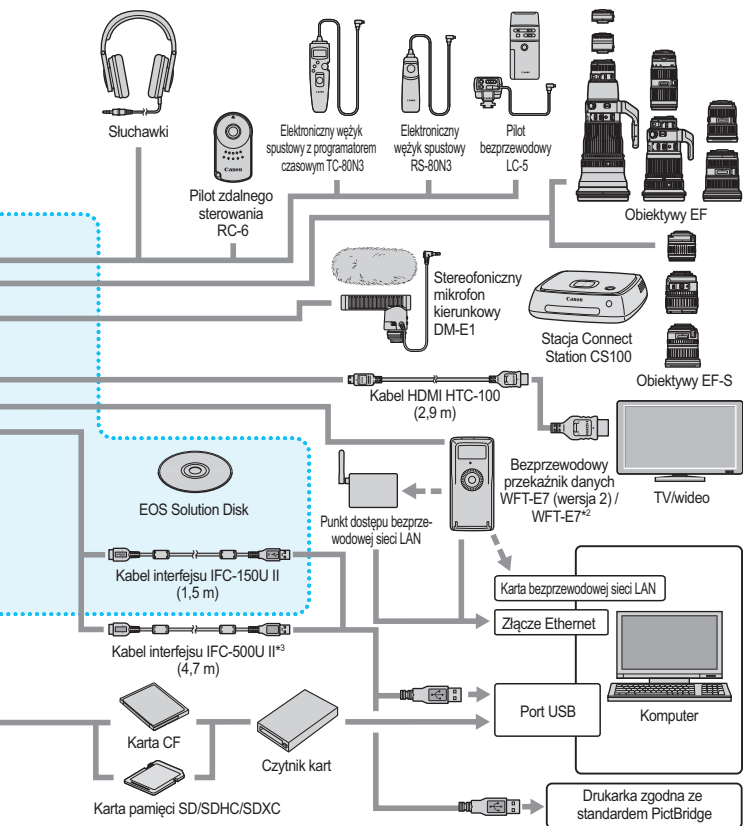 Słuchawki
Canon
Pilot zdalnego
sterowania
RC-6
Elektroniczny wężyk
spustowy z programatorem
czasowym TC-80N3
Elektroniczny
wężyk spustowy
RS-80N3
Pilot
bezprzewodowy
LC-5
Obiektywy EF
Stereofoniczny
mikrofon
kierunkowy
DM-E1
Canon
Stacja Connect
Station CS100
Obiektywy EF-S
Kabel HDMI HTC-100
(2,9 m)
TV/wideo
EOS Solution Disk
Punkt dostępu bezprze-
wodowej sieci LAN
Bezprzewodowy
przekaźnik danych
WFT-E7 (wersja 2) /
WFT-E7*2
Kabel interfejsu IFC-150U II
(1,5 m)
Karta bezprzewodowej sieci LAN
Złącze Ethernet
Kabel interfejsu IFC-500U II*3
(4,7 m)
Port USB
Komputer
Karta CF
Czytnik kart
Karta pamięci SD/SDHC/SDXC
Drukarka zgodna ze
standardem PictBridge